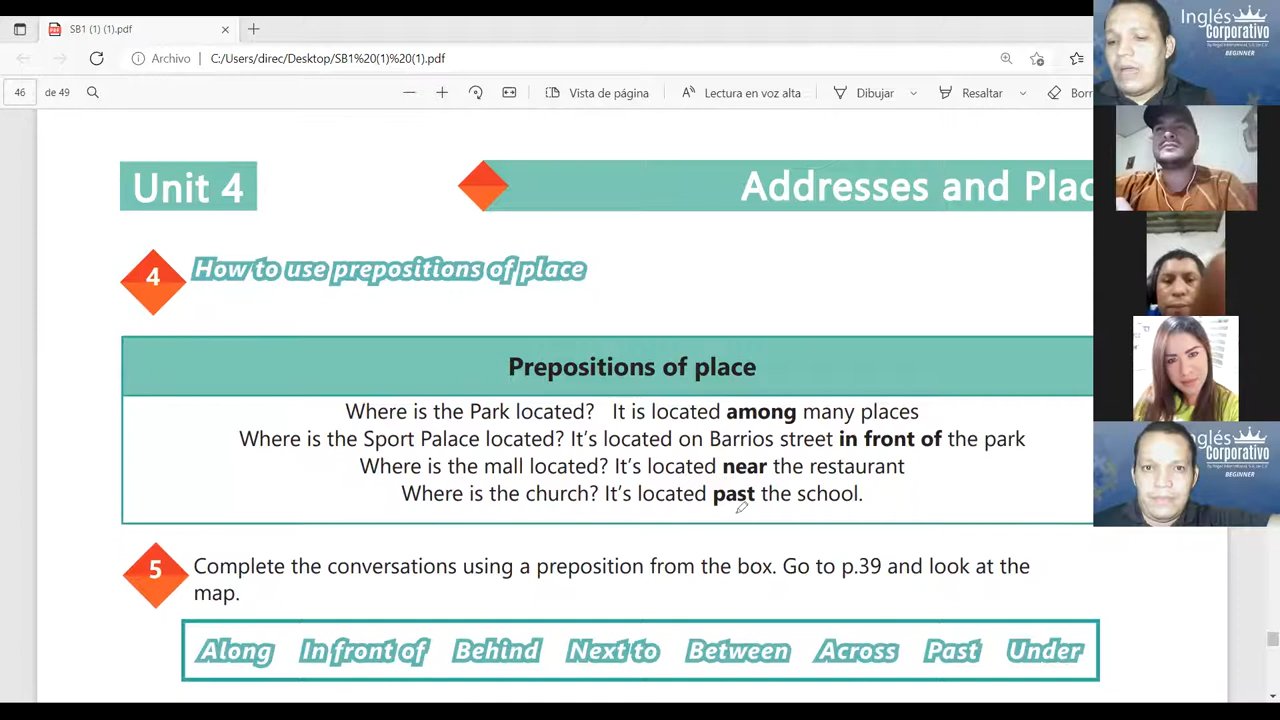 SB1 (1) (1).pdf
Archivo
C:/Users/direc/Desktop/SB1%20(1)%20(1).pdf
46
de 49
Vista de página
Lectura en voz alta
Dibujar
Resaltar
Borr
Unit 4
Addresses and Plac
4
How to use prepositions of place
Prepositions of place
Where is the Park located? It is located among many places
Where is the Sport Palace located? It's located on Barrios street in front of the park
Where is the mall located? It's located near the restaurant
Where is the church? It's located past the school.
5
Complete the conversations using a preposition from the box. Go to p.39 and look at the
map.
Along In front of Behind Next to Between Across Past Under
Inglés
Corporativo
BEGINNER
Inglés
Corporativo
BEGINNER